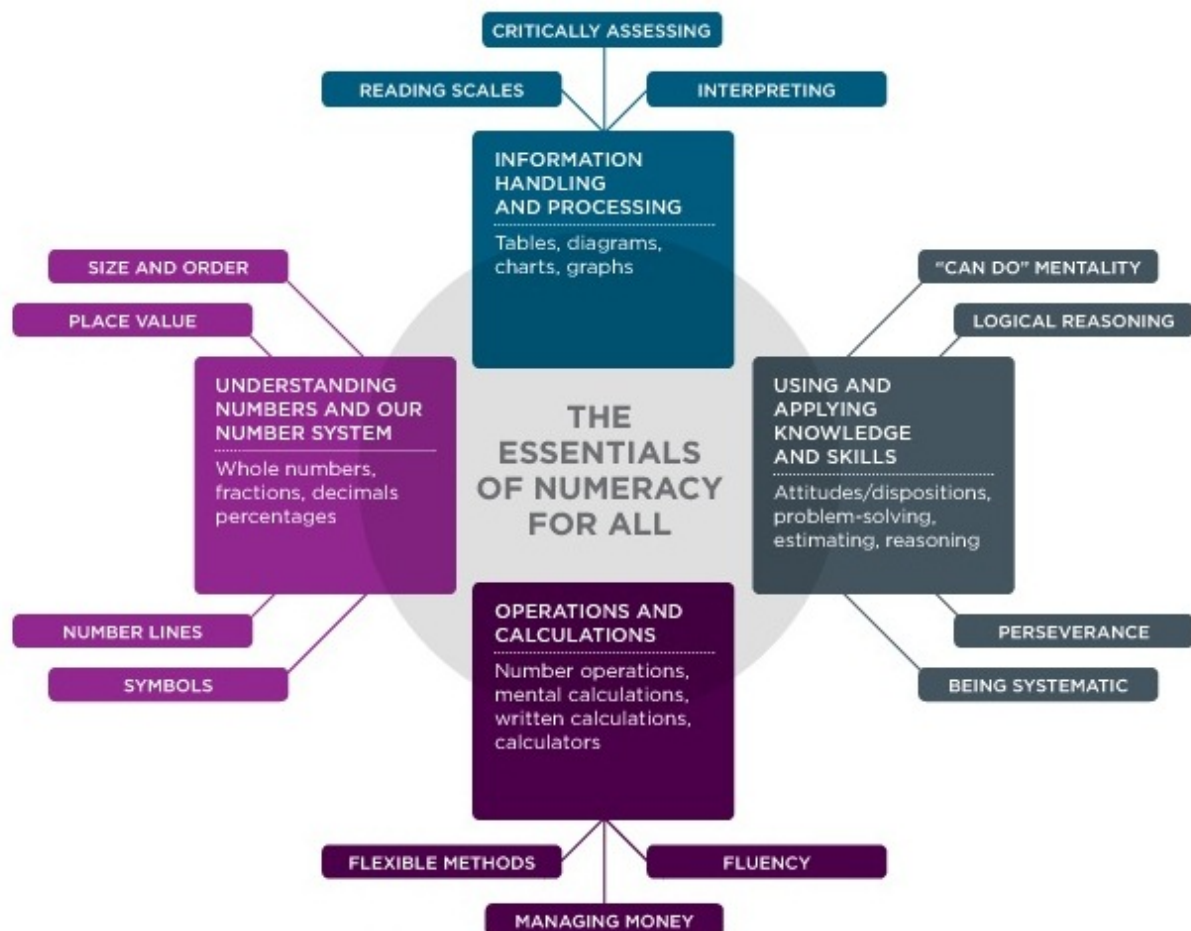 CRITICALLY ASSESSING
READING SCALES
INTERPRETING
INFORMATION
HANDLING
AND PROCESSING
Tables, diagrams,
charts, graphs
SIZE AND ORDER
PLACE VALUE
UNDERSTANDING
NUMBERS AND OUR
NUMBER SYSTEM
Whole numbers,
fractions, decimals
percentages
NUMBER LINES
SYMBOLS
THE
ESSENTIALS
OF NUMERACY
FOR ALL
"CAN DO" MENTALITY
LOGICAL REASONING
USING AND
APPLYING
KNOWLEDGE
AND SKILLS
Attitudes/dispositions,
problem-solving,
estimating, reasoning
PERSEVERANCE
BEING SYSTEMATIC
OPERATIONS AND
CALCULATIONS
Number operations,
mental calculations,
written calculations,
calculators
FLEXIBLE METHODS
FLUENCY
MANAGING MONEY